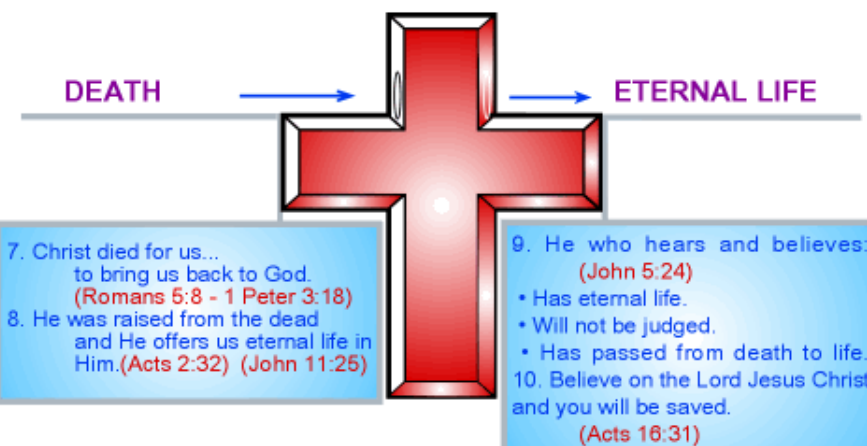 DEATH
ETERNAL LIFE
7. Christ died for us...
to bring us back to God.
(Romans 5:8 - 1 Peter 3:18)
8. He was raised from the dead
and He offers us eternal life in
Him.(Acts 2:32) (John 11:25)
9. He who hears and believes:
(John 5:24)
• Has eternal life.
• Will not be judged.
• Has passed from death to life.
10. Believe on the Lord Jesus Christ
and you will be saved.
(Acts 16:31)